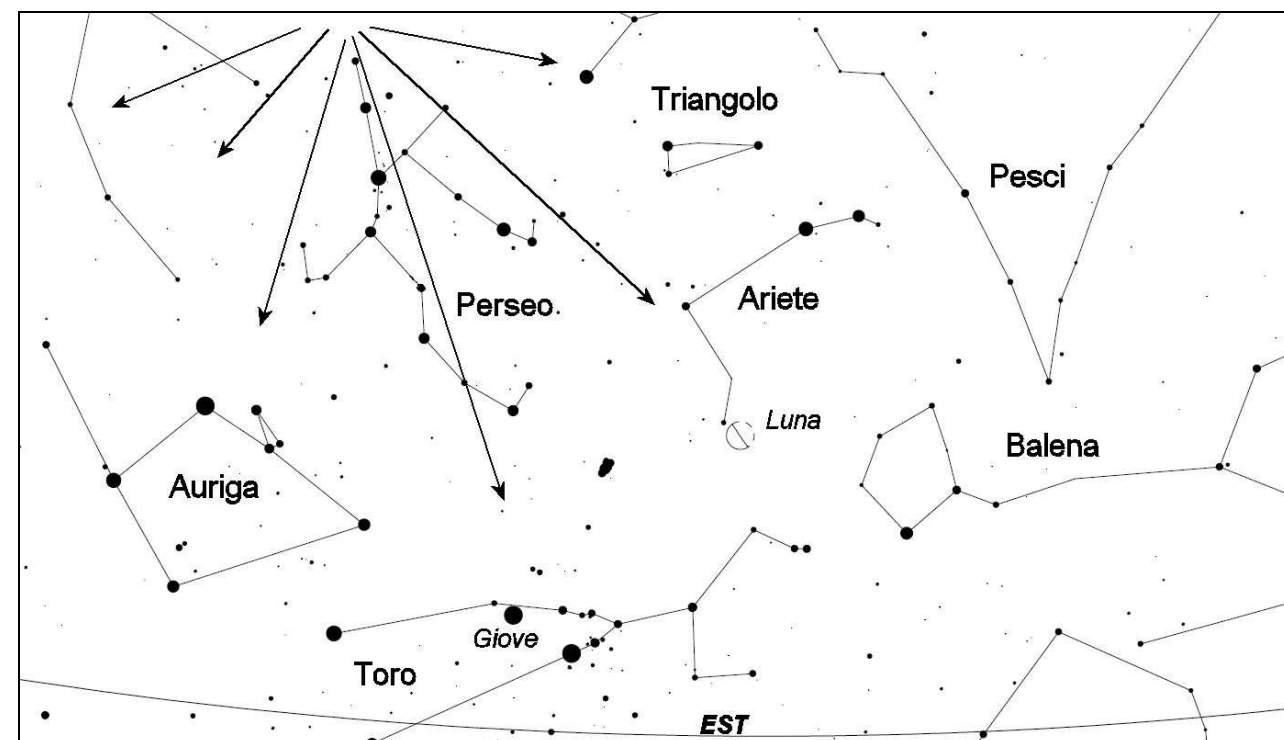 Triangolo
Pesci
Perseo
Ariete
Luna
Balena
Auriga
Giove
Toro
EST